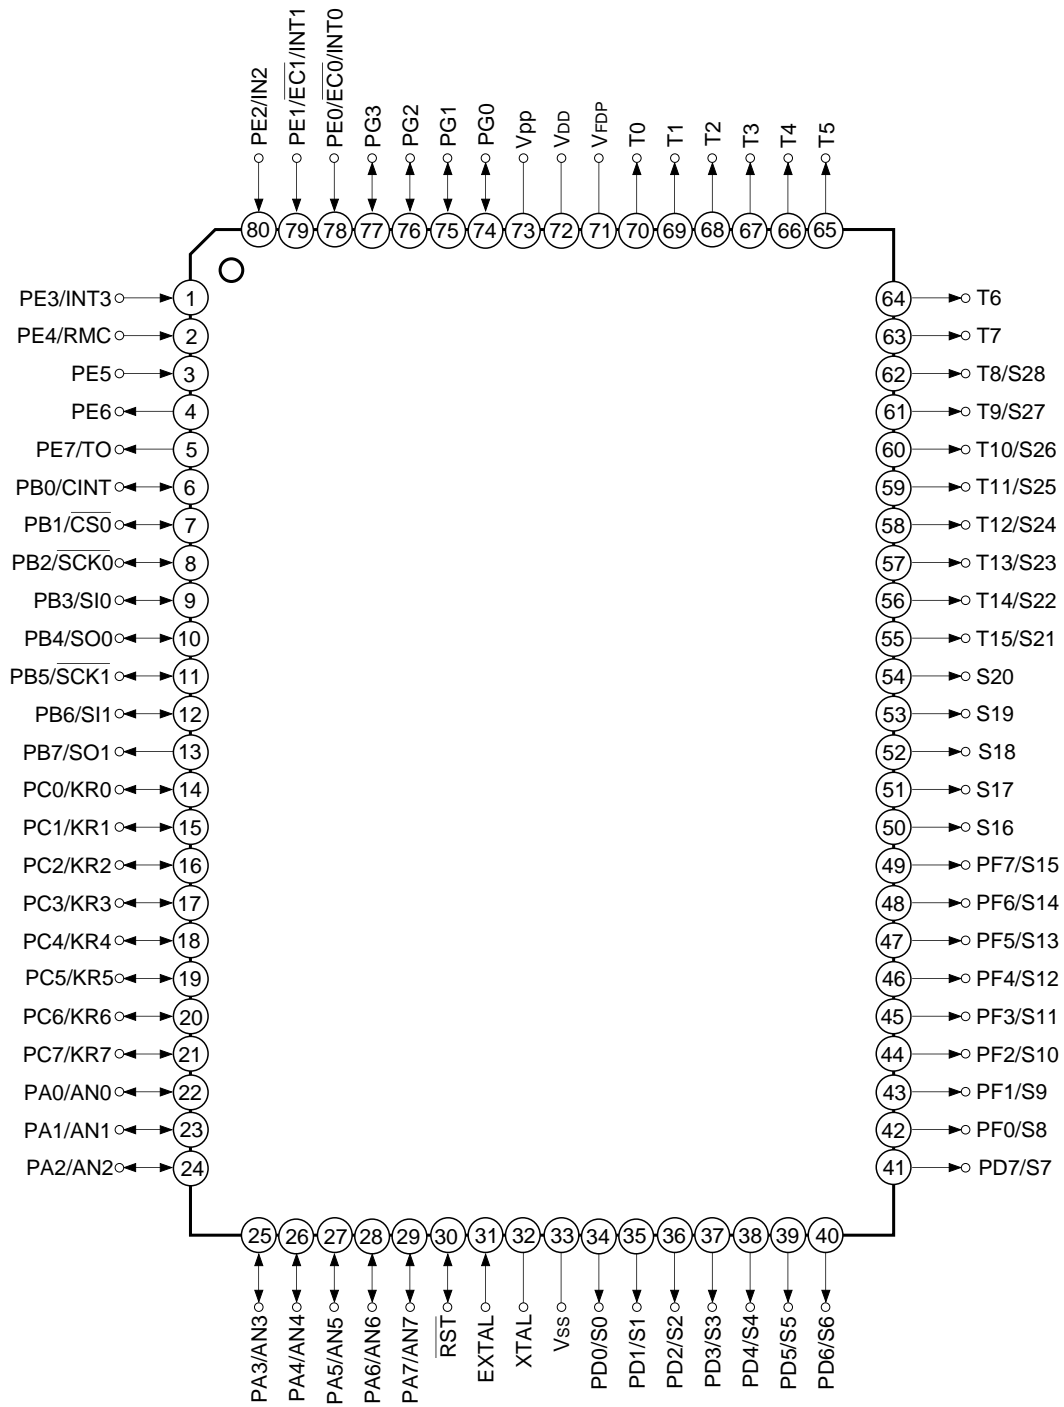 PE2/IN2
PE1/EC1/INT1
PE0/EC0/INT0
PG3
PG2
PG1
PG0
Vpp
VDD
VFDP
T0
T1
T2
T3
T4
T5
80
79
78
77
76
75
74
73
72
71
70
69
68
67
66
65
PE3/INT3 1
PE4/RMC 2
PE5 3
PE6 4
PE7/TO 5
PB0/CINT 6
PB1/CS0 7
PB2/SCK0 8
PB3/SI0 9
PB4/SO0 10
PB5/SCK1 11
PB6/SI1 12
PB7/SO1 13
PC0/KR0 14
PC1/KR1 15
PC2/KR2 16
PC3/KR3 17
PC4/KR4 18
PC5/KR5 19
PC6/KR6 20
PC7/KR7 21
PA0/AN0 22
PA1/AN1 23
PA2/AN2 24
64 T6
63 T7
62 T8/S28
61 T9/S27
60 T10/S26
59 T11/S25
58 T12/S24
57 T13/S23
56 T14/S22
55 T15/S21
54 S20
53 S19
52 S18
51 S17
50 S16
49 PF7/S15
48 PF6/S14
47 PF5/S13
46 PF4/S12
45 PF3/S11
44 PF2/S10
43 PF1/S9
42 PF0/S8
41 PD7/S7
25
26
27
28
29
30
31
32
33
34
35
36
37
38
39
40
PA3/AN3
PA4/AN4
PA5/AN5
PA6/AN6
PA7/AN7
RST
EXTAL
XTAL
Vss
PD0/S0
PD1/S1
PD2/S2
PD3/S3
PD4/S4
PD5/S5
PD6/S6